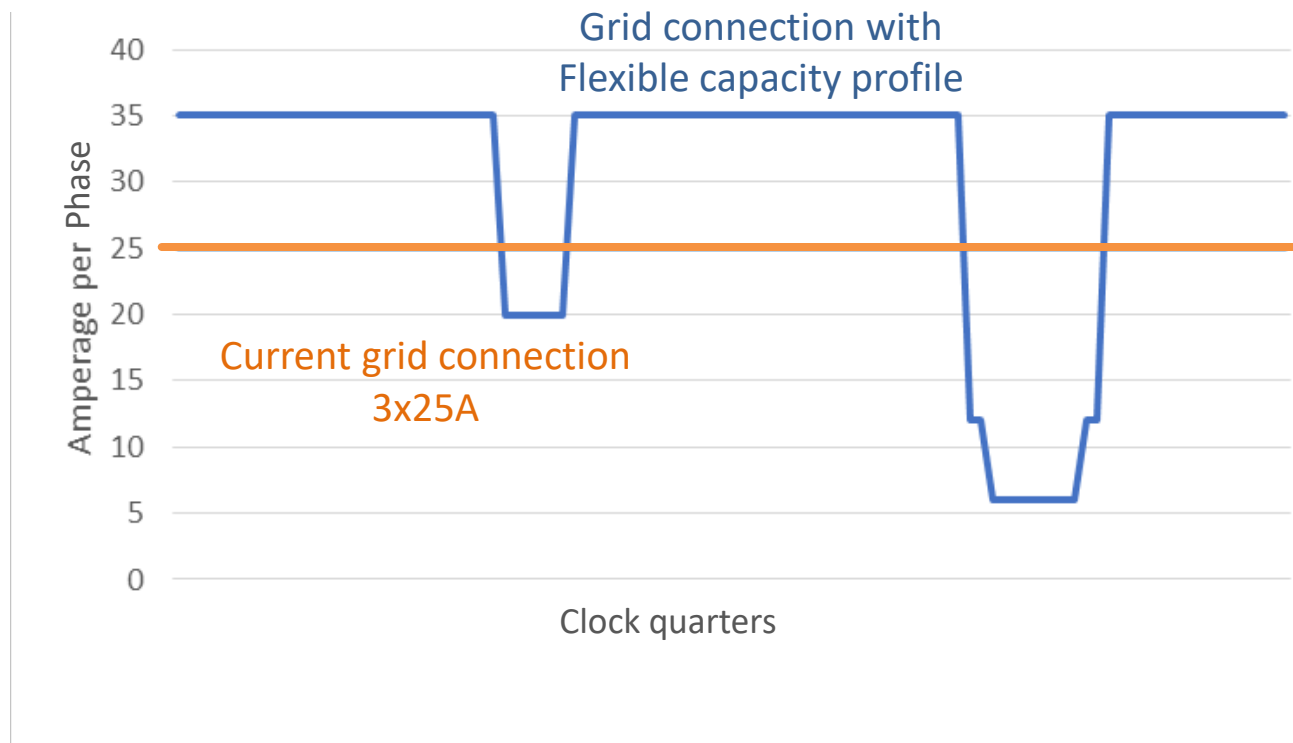 Grid connection with
Flexible capacity profile
40
35
30
25
20
15
10
5
0
Amperage per Phase
Current grid connection
3x25A
Clock quarters